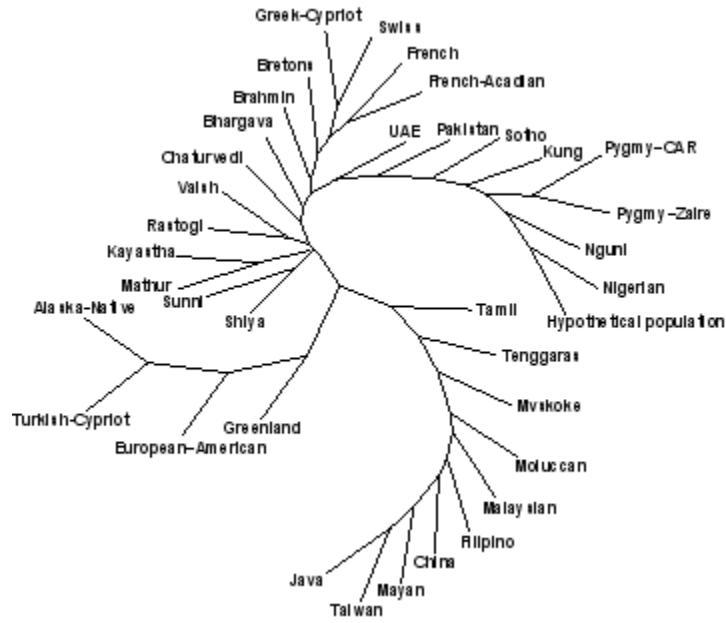 Greek-Cypriot
Swiss
French
Bretons
French-Acadian
Brahmin
Bhargava
UAE
Pakistan
Sotho
Kung
Pygmy-CAR
Chaturvedi
Vaish
Pygmy-Zaire
Rastogi
Kayastha
Nguni
Mathur
Nigerian
Sunni
Alaska-Native
Shiya
Tamil
Hypothetical population
Tenggaras
Mvskoke
Turkish-Cypriot
Greenland
European-American
Moluccan
Malaysian
Filipino
China
Java
Mayan
Taiwan